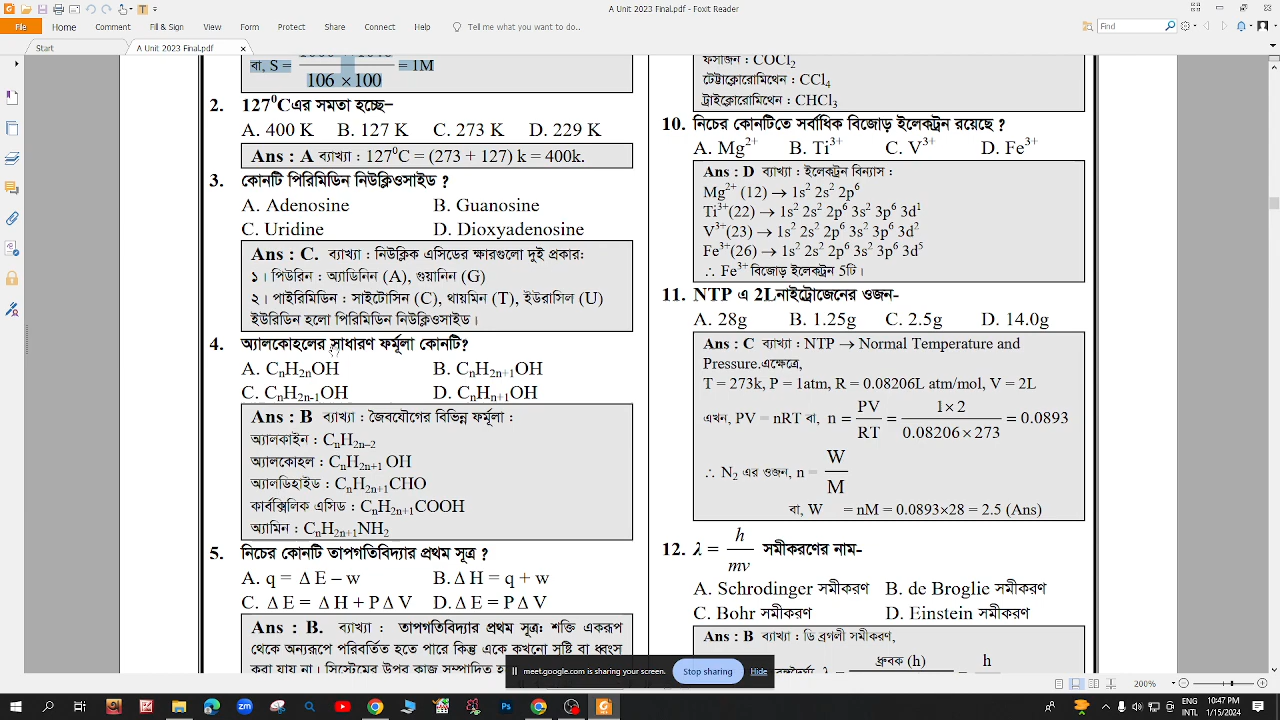 A Unit 2023 Final.pdf - Foxit Reader
File Home Comment Fill & Sign View Form Protect Share Connect Help Tell me what you want to do... Find
Start A Unit 2023 Final.pdf
বা, S = = 1M
106 × 100
2. 127⁰Cএর সমতা হচ্ছে–
A. 400 K B. 127 K C. 273 K D. 229 K
Ans : A ব্যাখ্যা : 127⁰C = (273 + 127) k = 400k.
3. কোনটি পিরিমিডিন নিউক্লিওসাইড ?
A. Adenosine B. Guanosine
C. Uridine D. Dioxyadenosine
Ans : C. ব্যাখ্যা : নিউক্লিক এসিডের ক্ষারগুলো দুই প্রকার:
১। পিউরিন : অ্যাডিনিন (A), গুয়ানিন (G)
২। পাইরিমিডিন : সাইটোসিন (C), থায়মিন (T), ইউরাসিল (U)
ইউরিডিন হলো পিরিমিডিন নিউক্লিওসাইড।
4. অ্যালকোহলের সাধারণ ফর্মূলা কোনটি?
A. CₙH₂ₙOH B. CₙH₂ₙ₊₁OH
C. CₙH₂ₙ₋₁OH D. CₙHₙ₊₁OH
Ans : B ব্যাখ্যা : জৈবযৌগের বিভিন্ন ফর্মূলা :
অ্যালকাইন : CₙH₂ₙ₋₂
অ্যালকোহল : CₙH₂ₙ₊₁ OH
অ্যালডিহাইড : CₙH₂ₙ₊₁CHO
কার্বক্সিলিক এসিড : CₙH₂ₙ₊₁COOH
অ্যামিন : CₙH₂ₙ₊₁NH₂
5. নিচের কোনটি তাপগতিবিদ্যার প্রথম সূত্র ?
A. q = Δ E – w B. Δ H = q + w
C. Δ E = Δ H + P Δ V D. Δ E = P Δ V
Ans : B. ব্যাখ্যা : তাপগতিবিদ্যার প্রথম সূত্রঃ শক্তি একরূপ
থেকে অন্যরূপে পরিবর্তিত হতে পারে কিন্তু একে কখনো সৃষ্টি বা ধ্বংস
করা যায় না। সিস্টেমের উপর কাজ সম্পাদিত
ফসজিন : COCl₂
টেট্টাক্লোরোমিথেন : CCl₄
ট্রাইক্লোরোমিথেন : CHCl₃
10. নিচের কোনটিতে সর্বাধিক বিজোড় ইলেকট্রন রয়েছে ?
A. Mg²⁺ B. Ti³⁺ C. V³⁺ D. Fe³⁺
Ans : D ব্যাখ্যা : ইলেকট্রন বিন্যাস :
Mg²⁺ (12) → 1s² 2s² 2p⁶
Ti³⁺(22) → 1s² 2s² 2p⁶ 3s² 3p⁶ 3d¹
V³⁺(23) → 1s² 2s² 2p⁶ 3s² 3p⁶ 3d²
Fe³⁺(26) → 1s² 2s² 2p⁶ 3s² 3p⁶ 3d⁵
∴ Fe³⁺ বিজোড় ইলেকট্রন 5টি।
11. NTP এ 2Lনাইট্রোজেনের ওজন-
A. 28g B. 1.25g C. 2.5g D. 14.0g
Ans : C ব্যাখ্যা : NTP → Normal Temperature and
Pressure.এক্ষেত্রে,
T = 273k, P = 1atm, R = 0.08206L atm/mol, V = 2L
এখন, PV = nRT বা, n = PV/RT = 1×2/0.08206×273 = 0.0893
∴ N₂ এর ওজন, n = W/M
বা, W = nM = 0.0893×28 = 2.5 (Ans)
12. λ = h/mv সমীকরণের নাম-
A. Schrodinger সমীকরণ B. de Broglie সমীকরণ
C. Bohr সমীকরণ D. Einstein সমীকরণ
Ans : B ব্যাখ্যা : ডি ব্রগলী সমীকরণ,
ধ্রুবক (h) h
meet.google.com is sharing your screen. Stop sharing Hide
200%
ENG 10:47 PM
INTL 1/15/2024